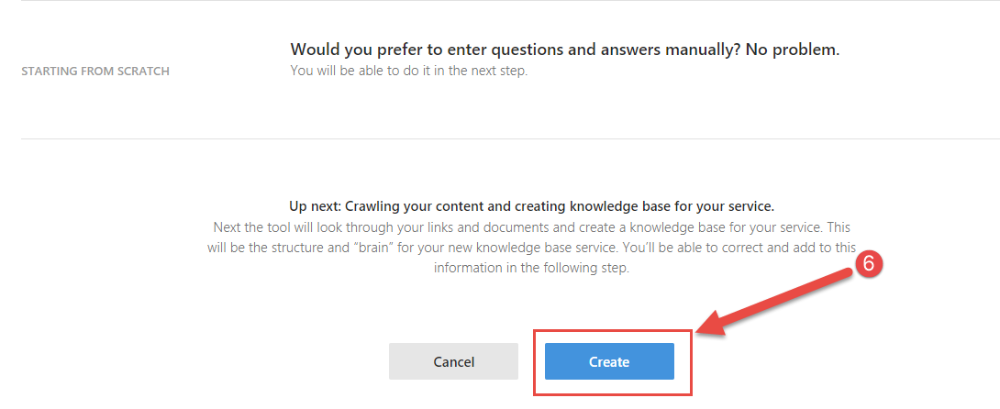 Would you prefer to enter questions and answers manually? No problem.
STARTING FROM SCRATCH
You will be able to do it in the next step.
Up next: Crawling your content and creating knowledge base for your service.
Next the tool will look through your links and documents and create a knowledge base for your service. This
will be the structure and “brain” for your new knowledge base service. You’ll be able to correct and add to this
information in the following step.
6
Cancel
Create